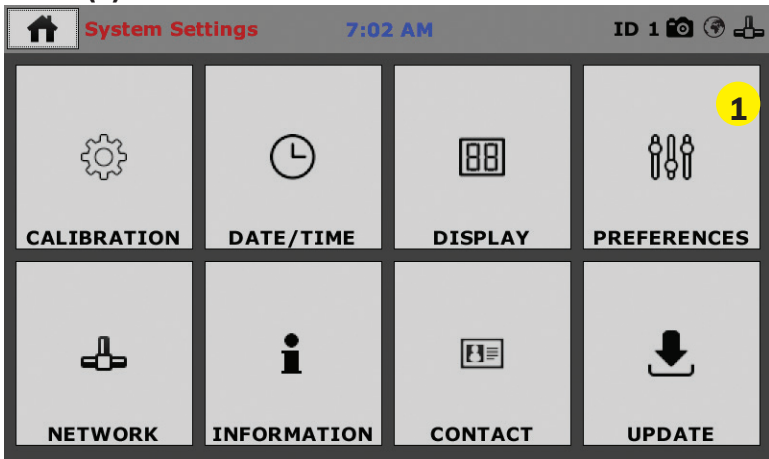 System Settings 7:02 AM ID 1
1
CALIBRATION DATE/TIME DISPLAY PREFERENCES
NETWORK INFORMATION CONTACT UPDATE